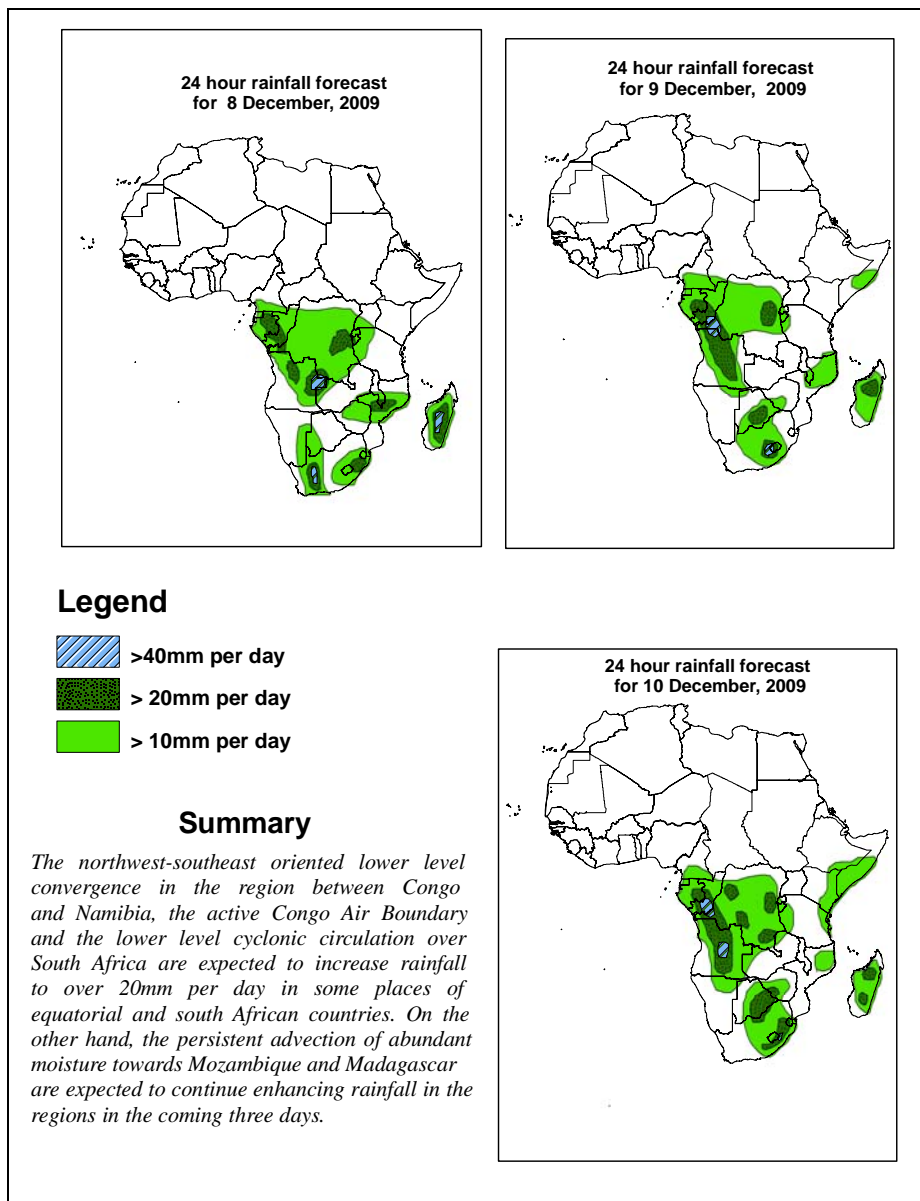 24 hour rainfall forecast
for  8 December, 2009
24 hour rainfall forecast
for 9 December,  2009
Legend
>40mm per day
> 20mm per day
> 10mm per day
24 hour rainfall forecast
for 10 December, 2009
Summary
The northwest-southeast oriented lower level
convergence in the region between Congo
and Namibia, the active Congo Air Boundary
and the lower level cyclonic circulation over
South Africa are expected to increase rainfall
to over 20mm per day in some places of
equatorial and south African countries. On the
other hand, the persistent advection of abundant
moisture towards Mozambique and Madagascar
are expected to continue enhancing rainfall in the
regions in the coming three days.